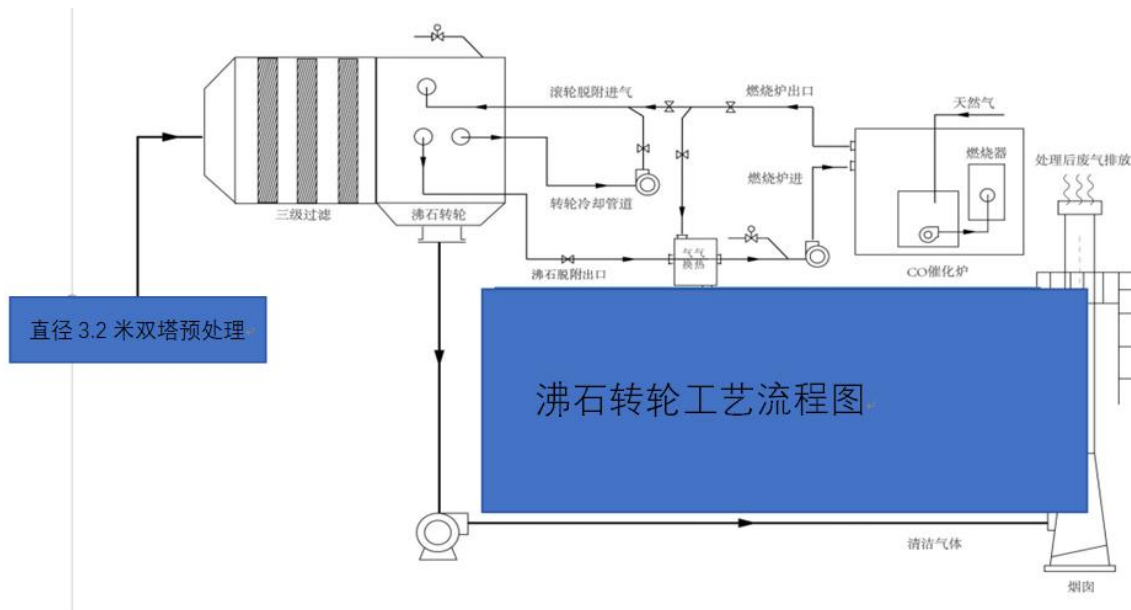 滚轮脱附进气
燃烧炉出口
天然气
燃烧器
处理后废气排放
燃烧炉进
三级过滤
沸石转轮
转轮冷却管道
气气
换热
沸石脱附出口
CO催化炉
直径 3.2 米双塔预处理
沸石转轮工艺流程图
清洁气体
烟囱